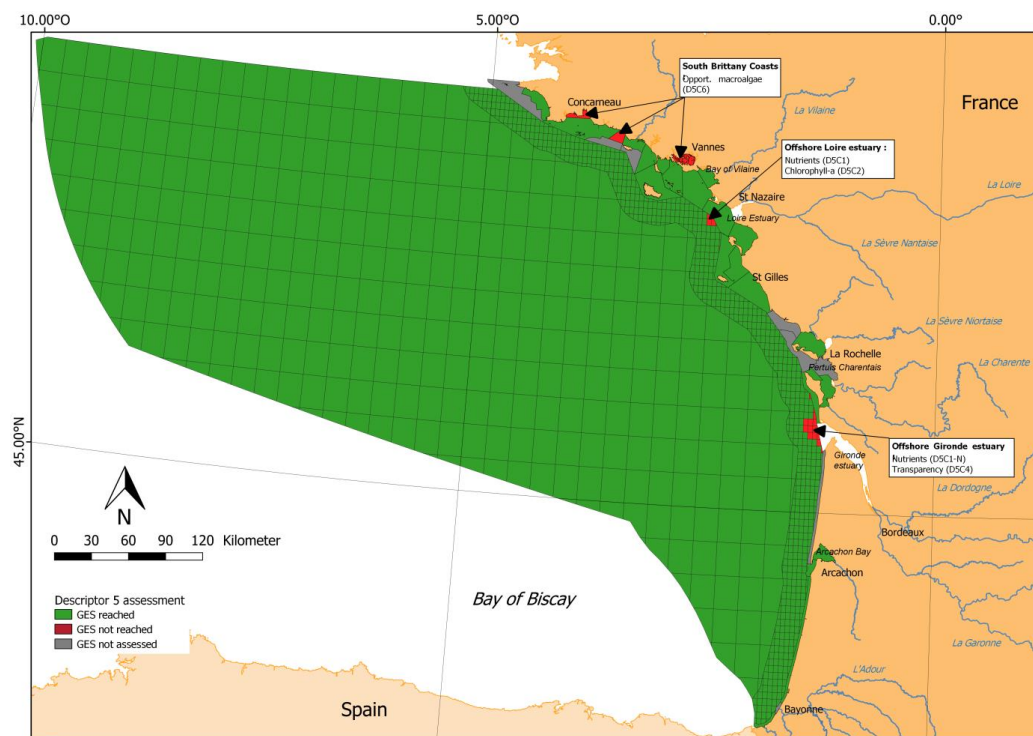 10.00°O
5.00°O
0.00°
South Brittany Coasts
Opport. macroalgae
(D5C6)
Concarneau
France
La Vilaine
Vannes
Offshore Loire estuary :
Nutrients (D5C1)
Chlorophyll-a (D5C2)
Bay of Vilaine
La Loire
St Nazaire
Loire Estuary
La Sèvre Nantaise
St Gilles
La Sèvre Niortaise
La Rochelle
Pertuis Charentais
La Charente
45.00°N
Offshore Gironde estuary
Nutrients (D5C1-N)
Transparency (D5C4)
Gironde
estuary
La Dordogne
N
Bordeaux
0 30 60 90 120 Kilometer
Arcachon Bay
Arcachon
Descriptor 5 assessment
GES reached
GES not reached
GES not assessed
Bay of Biscay
La Garonne
L'Adour
Spain
Bayonne